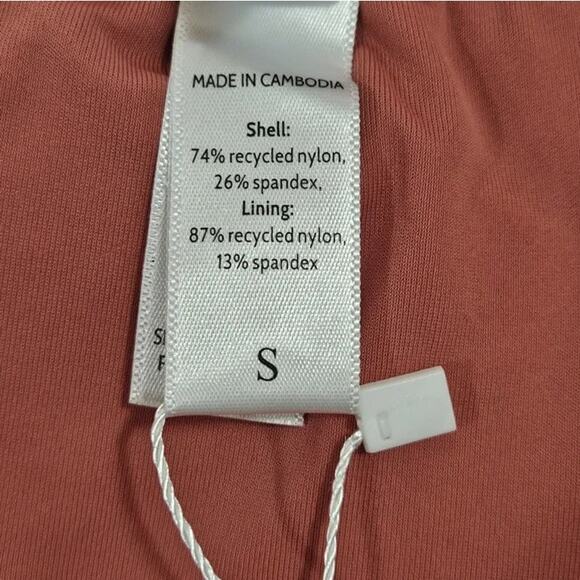 MADE IN CAMBODIA
Shell:
74% recycled nylon,
26% spandex,
Lining:
87% recycled nylon,
13% spandex
S